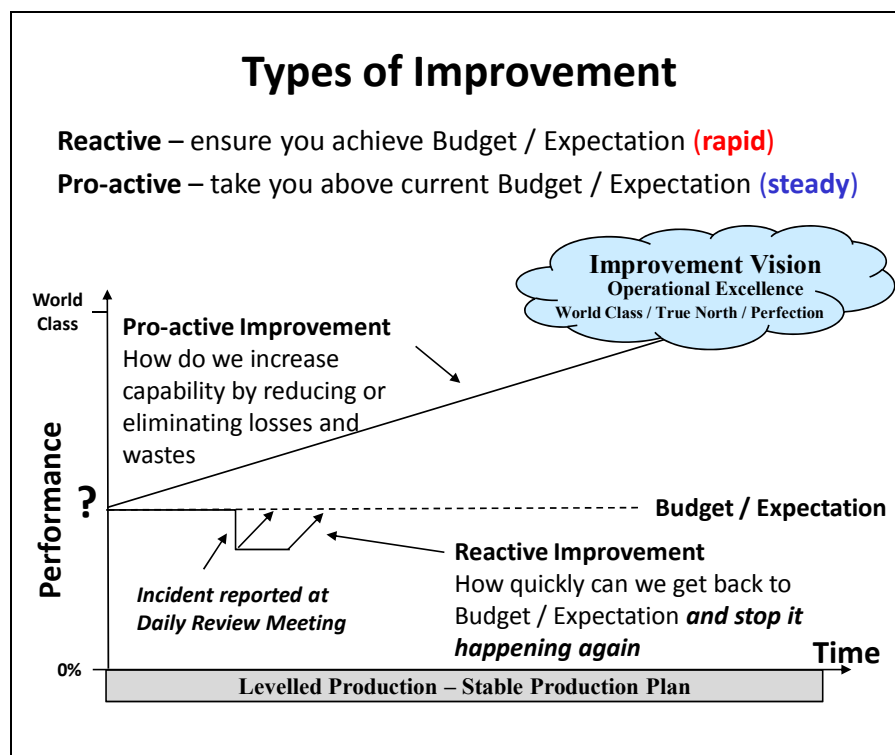 Types of Improvement
Reactive – ensure you achieve Budget / Expectation (rapid)
Pro-active – take you above current Budget / Expectation (steady)
Improvement Vision
Operational Excellence
World Class / True North / Perfection
World
Class
Pro-active Improvement
How do we increase
capability by reducing or
eliminating losses and
wastes
Performance
?
Budget / Expectation
Incident reported at
Daily Review Meeting
Reactive Improvement
How quickly can we get back to
Budget / Expectation and stop it
happening again
Time
0%
Levelled Production – Stable Production Plan